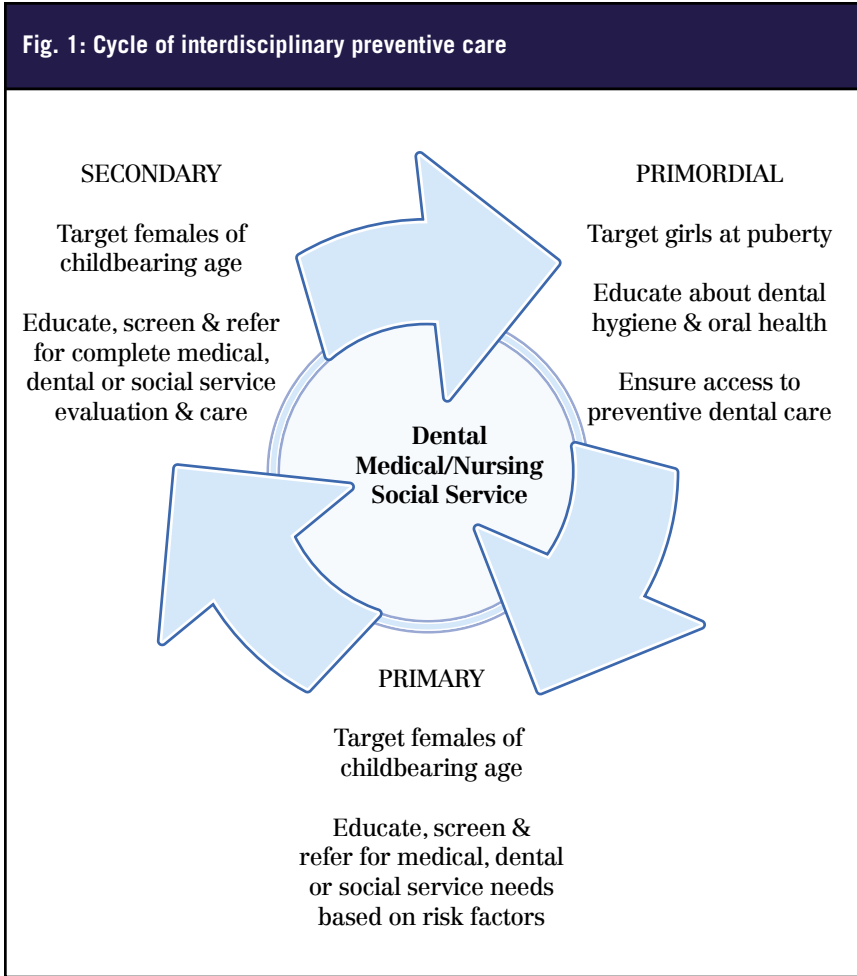 Fig. 1: Cycle of interdisciplinary preventive care
SECONDARY
Target females of
childbearing age
Educate, screen & refer
for complete medical,
dental or social service
evaluation & care
PRIMORDIAL
Target girls at puberty
Educate about dental
hygiene & oral health
Ensure access to
preventive dental care
Dental
Medical/Nursing
Social Service
PRIMARY
Target females of
childbearing age
Educate, screen &
refer for medical, dental
or social service needs
based on risk factors